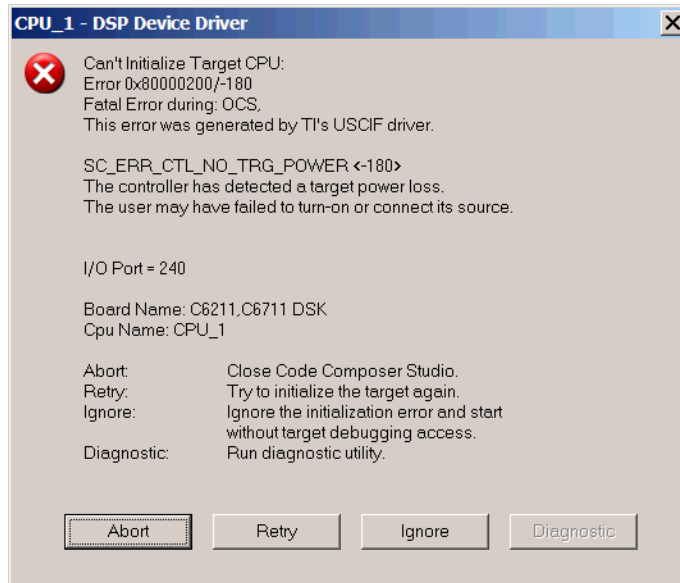 CPU_1 - DSP Device Driver
Can't Initialize Target CPU:
Error 0x80000200/-180
Fatal Error during: OCS,
This error was generated by TI's USCIF driver.
SC_ERR_CTL_NO_TRG_POWER <-180>
The controller has detected a target power loss.
The user may have failed to turn-on or connect its source.
I/O Port = 240
Board Name: C6211,C6711 DSK
Cpu Name: CPU_1
Abort: Close Code Composer Studio.
Retry: Try to initialize the target again.
Ignore: Ignore the initialization error and start
without target debugging access.
Diagnostic: Run diagnostic utility.
Abort Retry Ignore Diagnostic